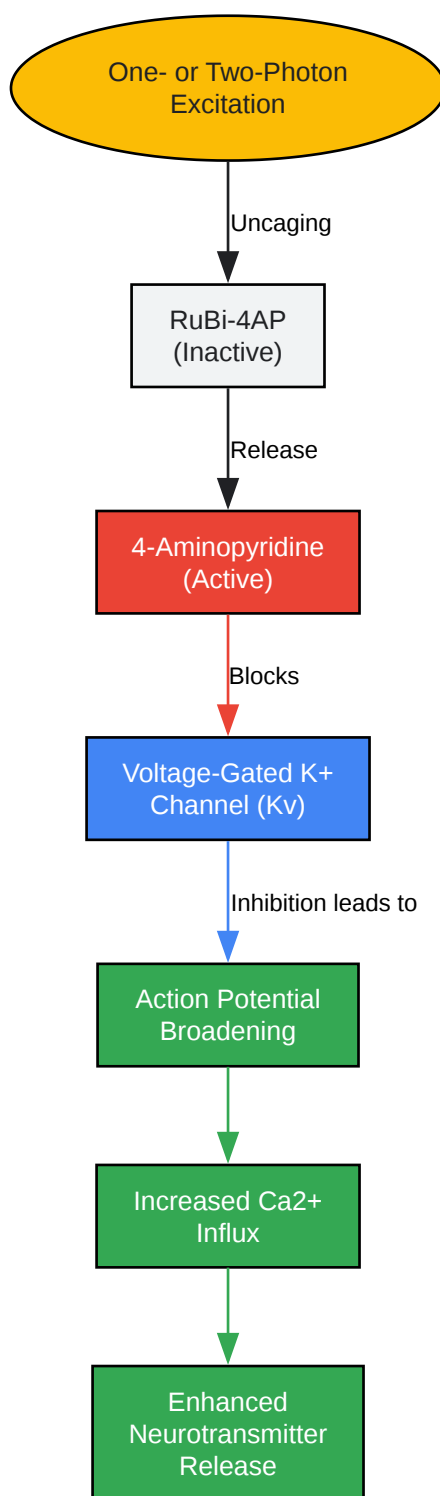 One- or Two-Photon
Excitation
Uncaging
RuBi-4AP
(Inactive)
Release
4-Aminopyridine
(Active)
Blocks
Voltage-Gated K+
Channel (Kv)
Inhibition leads to
Action Potential
Broadening
Increased Ca2+
Influx
Enhanced
Neurotransmitter
Release